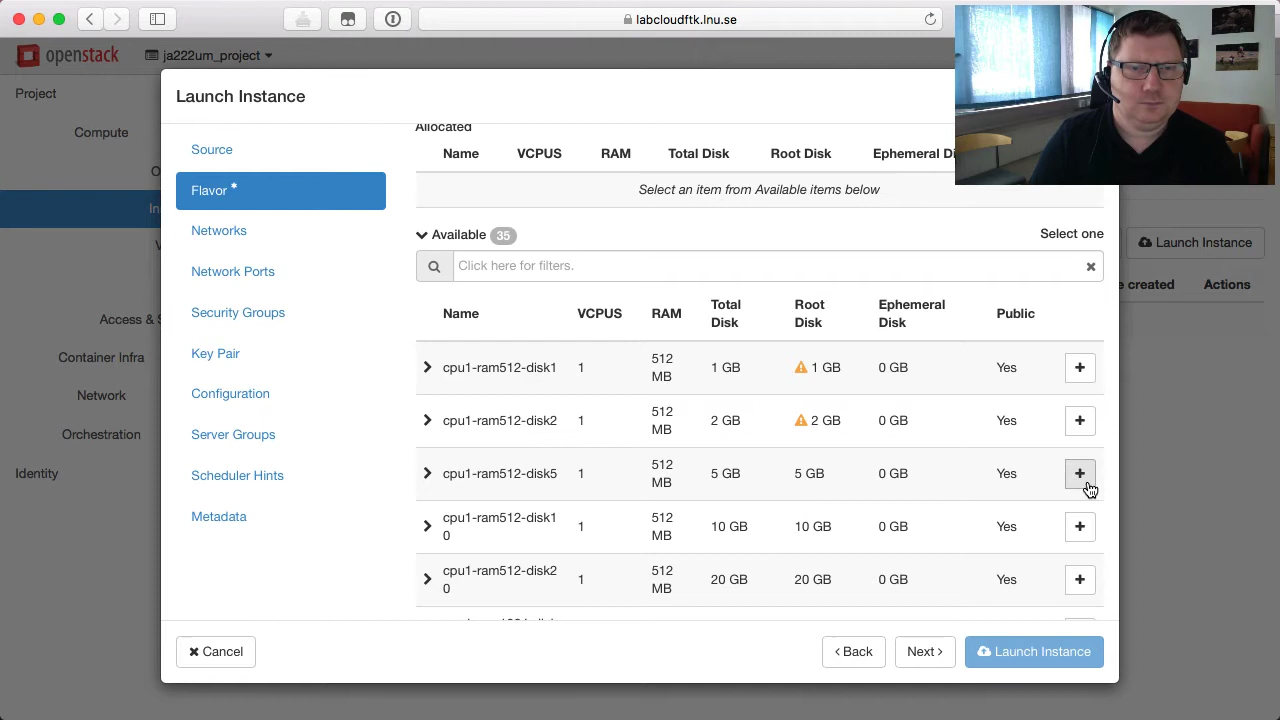 labcloudftk.lnu.se
openstack
ja222um_project
Project
Compute
O
In
V
Access & S
Container Infra
Network
Orchestration
Identity
Launch Instance
e created
Actions
Launch Instance
Source
Flavor *
Networks
Network Ports
Security Groups
Key Pair
Configuration
Server Groups
Scheduler Hints
Metadata
Allocated
Name VCPUS RAM Total Disk Root Disk Ephemeral Di
Select an item from Available items below
Available 35 Select one
Click here for filters.
Name VCPUS RAM Total Disk Root Disk Ephemeral Disk Public
cpu1-ram512-disk1 1 512 MB 1 GB 1 GB 0 GB Yes
cpu1-ram512-disk2 1 512 MB 2 GB 2 GB 0 GB Yes
cpu1-ram512-disk5 1 512 MB 5 GB 5 GB 0 GB Yes
cpu1-ram512-disk10 1 512 MB 10 GB 10 GB 0 GB Yes
cpu1-ram512-disk20 1 512 MB 20 GB 20 GB 0 GB Yes
Cancel
Back
Next
Launch Instance